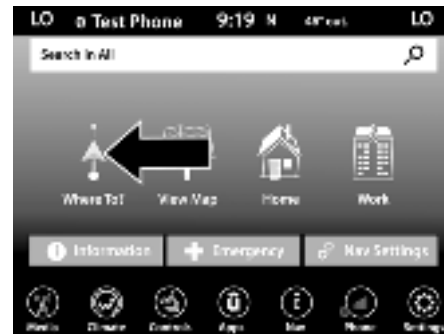 LO Test Phone 9:19 N out. LO
Search in All
Where To? View Map Home Work
Information Emergency Nav Settings
Media Climate Controls Apps Nav Phone Settings